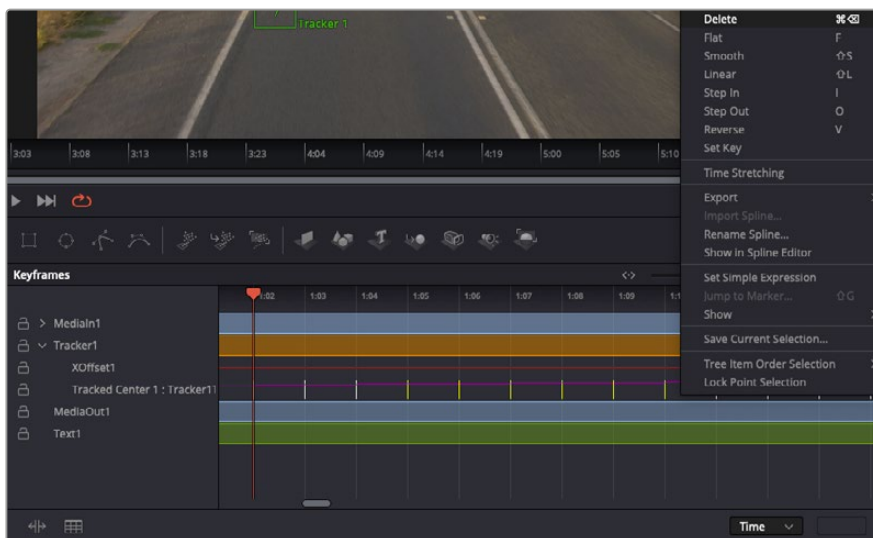 Tracker 1
Delete ⌘⌫
Flat F
Smooth ⇧S
Linear ⇧L
Step In I
Step Out O
Reverse V
Set Key
Time Stretching
Export
Import Spline...
Rename Spline...
Show in Spline Editor
Set Simple Expression
Jump to Marker... ⇧G
Show
Save Current Selection...
Tree Item Order Selection
Lock Point Selection
3:03 3:08 3:13 3:18 3:23 4:04 4:09 4:14 4:19 5:00 5:05 5:10
T
Keyframes
1:02 1:03 1:04 1:05 1:06 1:07 1:08 1:09
MediaIn1
Tracker1
XOffset1
Tracked Center 1 : Tracker11
MediaOut1
Text1
Time